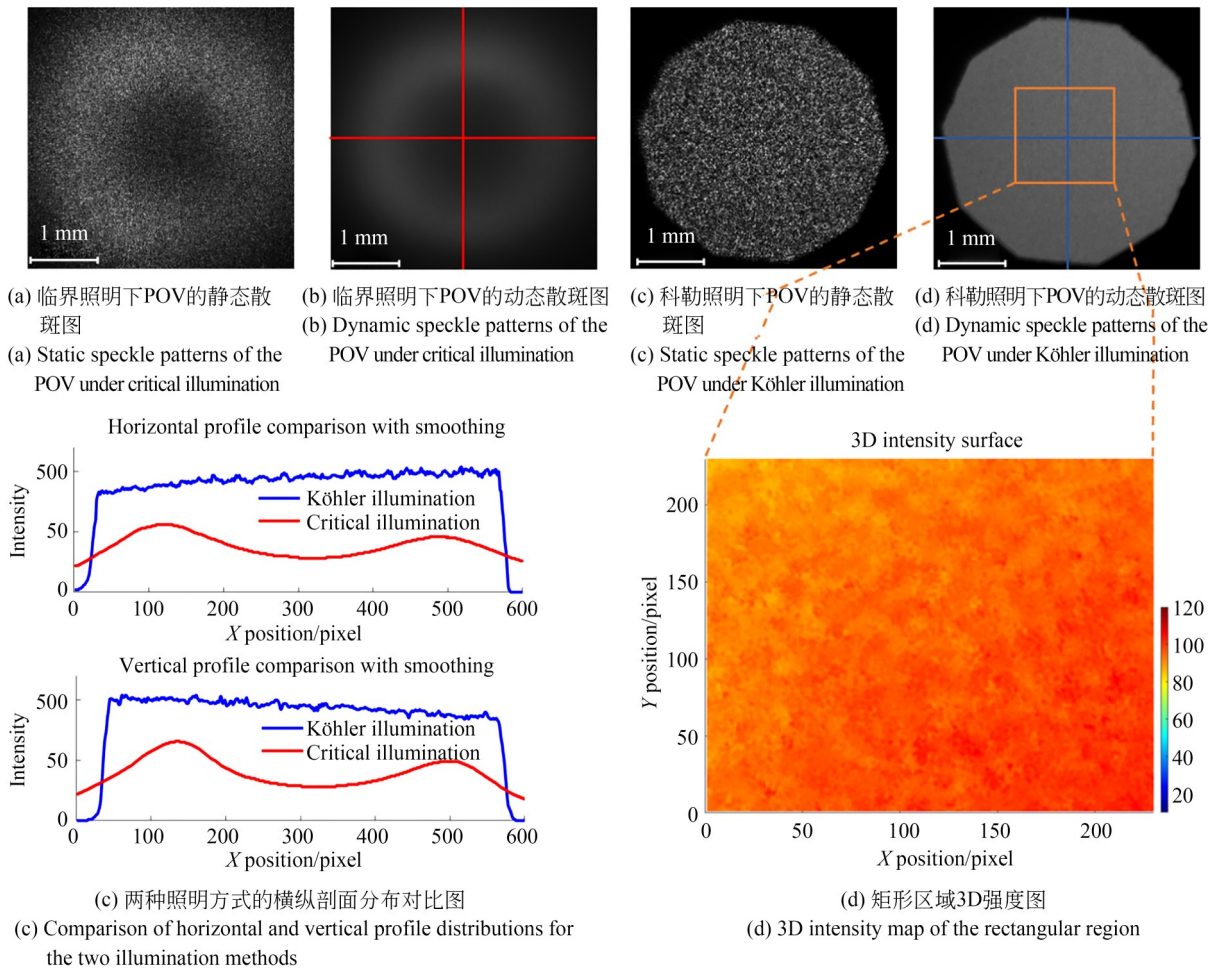 1 mm
1 mm
1 mm
1 mm
(a) 临界照明下POV的静态散
斑图
(a) Static speckle patterns of the
POV under critical illumination
(b) 临界照明下POV的动态散斑图
(b) Dynamic speckle patterns of the
POV under critical illumination
(c) 科勒照明下POV的静态散
斑图
(c) Static speckle patterns of the
POV under Köhler illumination
(d) 科勒照明下POV的动态散斑图
(d) Dynamic speckle patterns of the
POV under Köhler illumination
Horizontal profile comparison with smoothing
Intensity
500
50
0
Köhler illumination
Critical illumination
0 100 200 300 400 500 600
X position/pixel
Vertical profile comparison with smoothing
Intensity
500
50
0
Köhler illumination
Critical illumination
0 100 200 300 400 500 600
X position/pixel
(c) 两种照明方式的横纵剖面分布对比图
(c) Comparison of horizontal and vertical profile distributions for
the two illumination methods
3D intensity surface
Y position/pixel
200
150
100
50
0
0 50 100 150 200
X position/pixel
120
100
80
60
40
20
(d) 矩形区域3D强度图
(d) 3D intensity map of the rectangular region